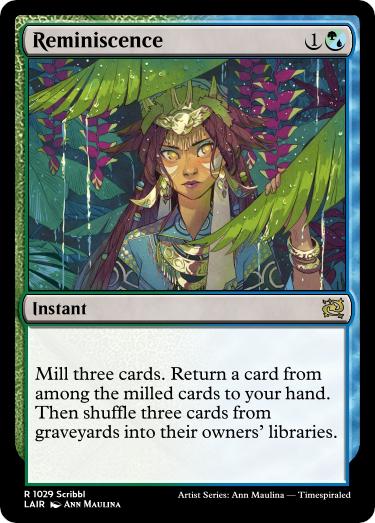 Reminiscence 1
Instant
Mill three cards. Return a card from
among the milled cards to your hand.
Then shuffle three cards from
graveyards into their owners' libraries.
R 1029 Scribbl
LAIR Ann Maulina
Artist Series: Ann Maulina — Timespiraled